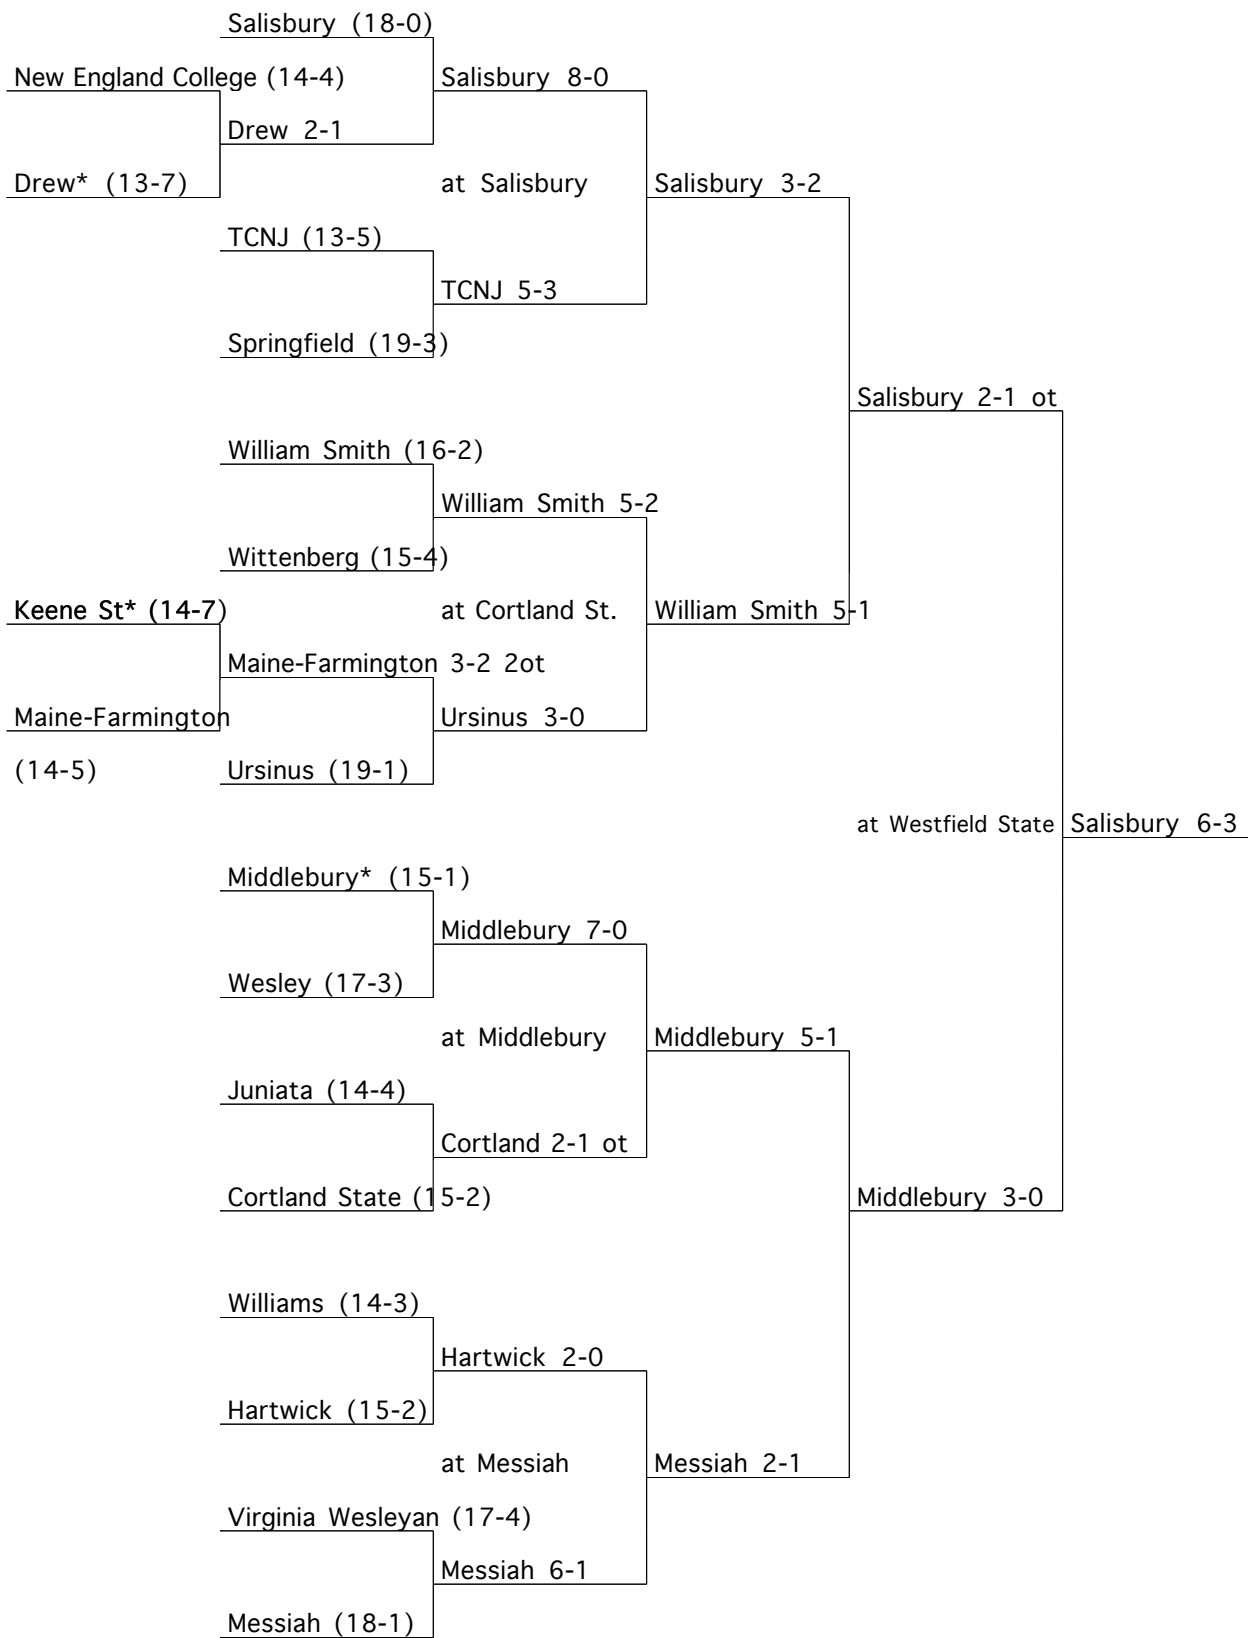 Salisbury (18-0)
New England College (14-4)
Salisbury 8-0
Drew 2-1
Drew* (13-7)
at Salisbury
Salisbury 3-2
TCNJ (13-5)
TCNJ 5-3
Springfield (19-3)
Salisbury 2-1 ot
William Smith (16-2)
William Smith 5-2
Wittenberg (15-4)
Keene St* (14-7)
at Cortland St.
William Smith 5-1
Maine-Farmington 3-2 2ot
Maine-Farmington
Ursinus 3-0
(14-5)
Ursinus (19-1)
at Westfield State
Salisbury 6-3
Middlebury* (15-1)
Middlebury 7-0
Wesley (17-3)
at Middlebury
Middlebury 5-1
Juniata (14-4)
Cortland 2-1 ot
Cortland State (15-2)
Middlebury 3-0
Williams (14-3)
Hartwick 2-0
Hartwick (15-2)
at Messiah
Messiah 2-1
Virginia Wesleyan (17-4)
Messiah 6-1
Messiah (18-1)